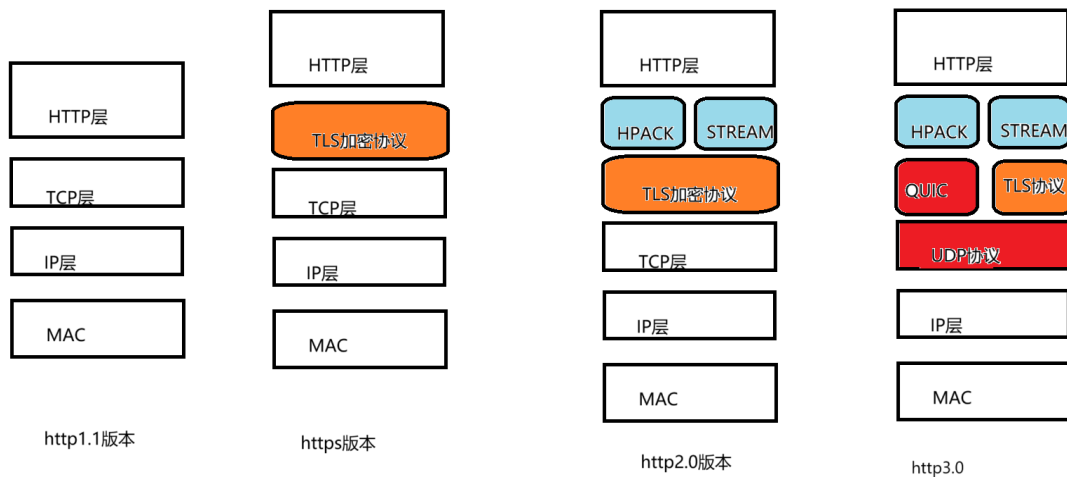 HTTP层
TCP层
IP层
MAC
http1.1版本
HTTP层
TLS加密协议
TCP层
IP层
MAC
https版本
HTTP层
HPACK STREAM
TLS加密协议
TCP层
IP层
MAC
http2.0版本
HTTP层
HPACK STREAM
QUIC TLS协议
UDP协议
IP层
MAC
http3.0